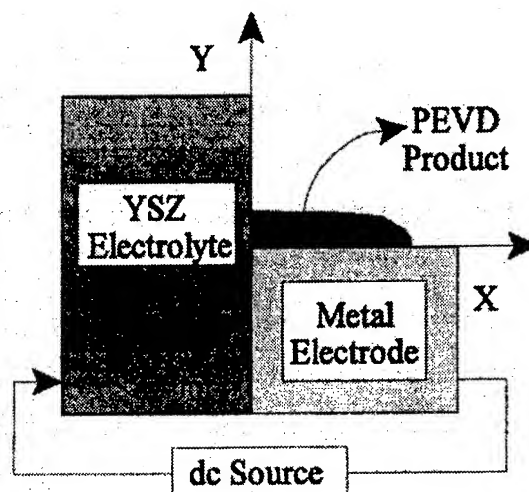 Y
PEVD
Product
YSZ
Electrolyte
X
Metal
Electrode
dc Source